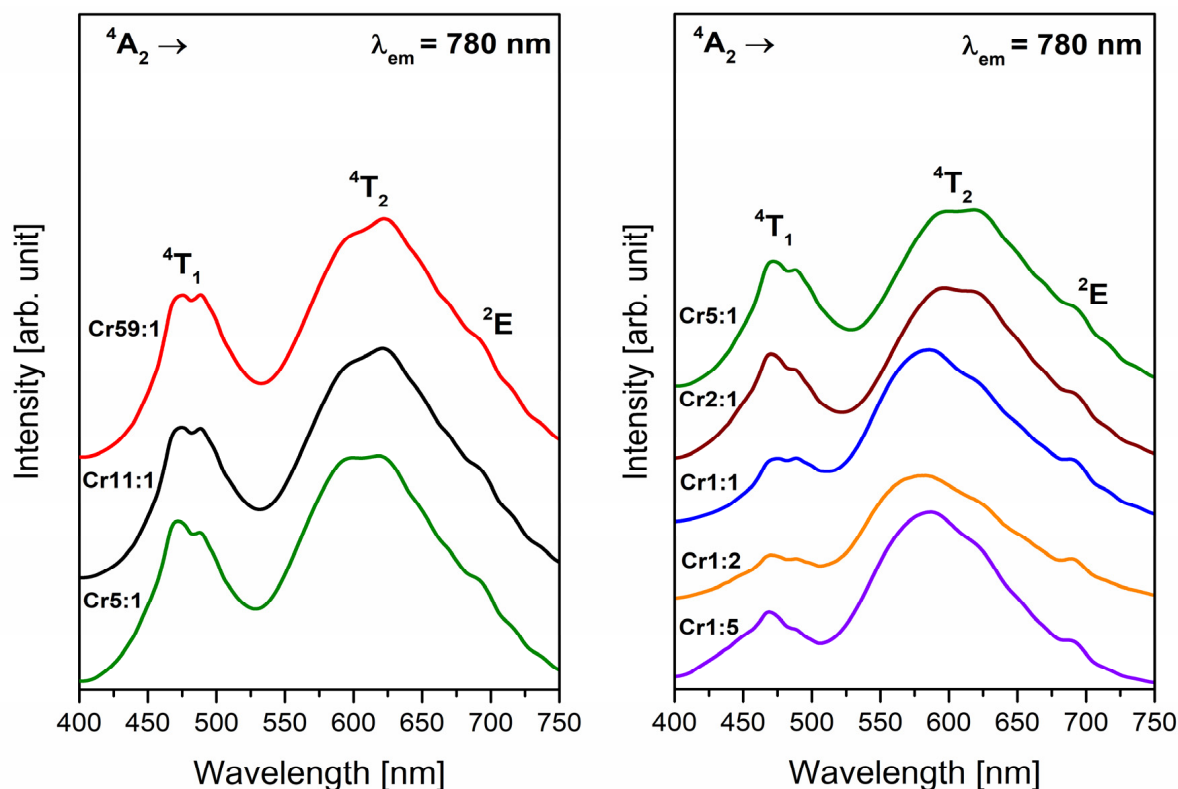 ⁴A₂ → λem = 780 nm
⁴T₂
⁴T₁
²E
Cr59:1
Cr11:1
Cr5:1
Intensity [arb. unit]
400 450 500 550 600 650 700 750
Wavelength [nm]
⁴A₂ → λem = 780 nm
⁴T₂
⁴T₁
²E
Cr5:1
Cr2:1
Cr1:1
Cr1:2
Cr1:5
Intensity [arb. unit]
400 450 500 550 600 650 700 750
Wavelength [nm]